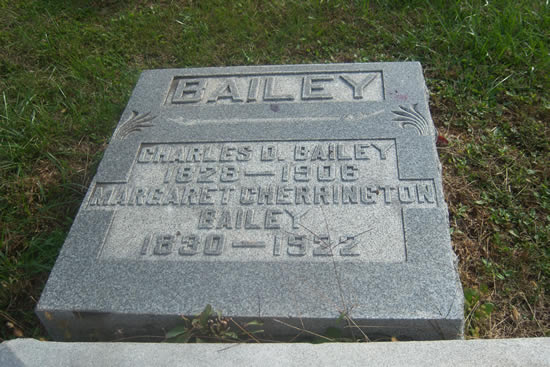 BAILEY
CHARLES D. BAILEY
1828—1906
MARGARET CHERRINGTON
BAILEY
1830—1922